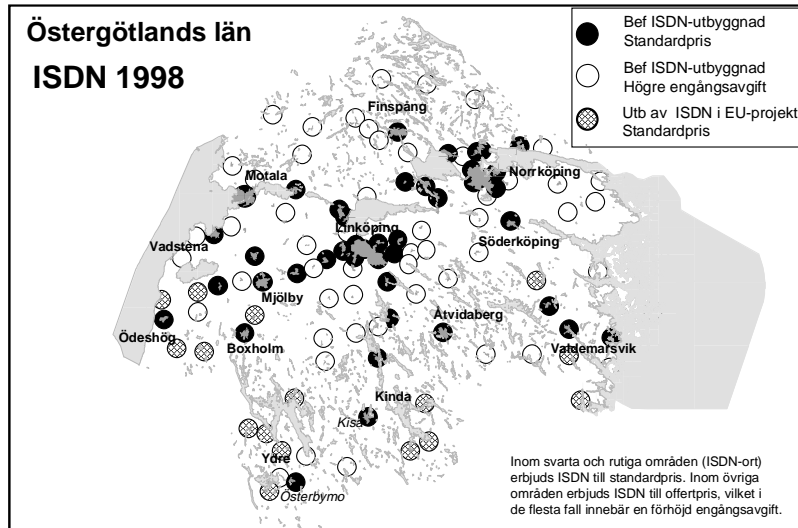 Östergötlands län
ISDN 1998
Bef ISDN-utbyggnad
Standardpris
Bef ISDN-utbyggnad
Högre engångsavgift
Utb av ISDN i EU-projekt
Standardpris
Finspång
Norrköping
Motala
Linköping
Söderköping
Vadstena
Mjölby
Åtvidaberg
Ödeshög
Boxholm
Valdemarsvik
Kinda
Kisa
Ydre
Österbymo
Inom svarta och rutiga områden (ISDN-ort)
erbjuds ISDN till standardpris. Inom övriga
områden erbjuds ISDN till offertpris, vilket i
de flesta fall innebär en förhöjd engångsavgift.